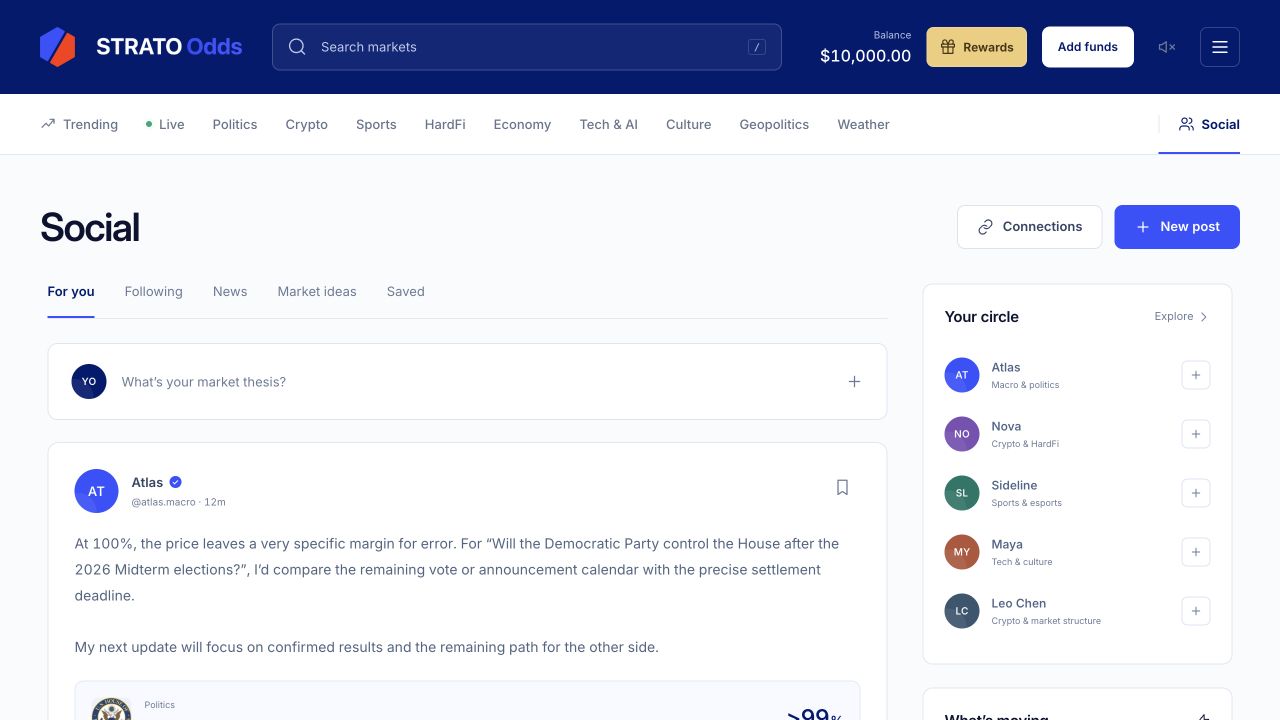 STRATO Odds
Search markets
/
Balance
$10,000.00
Rewards
Add funds
Trending
Live
Politics
Crypto
Sports
HardFi
Economy
Tech & AI
Culture
Geopolitics
Weather
Social
Social
Connections
New post
For you
Following
News
Market ideas
Saved
YO
What's your market thesis?
AT
Atlas
@atlas.macro · 12m
At 100%, the price leaves a very specific margin for error. For “Will the Democratic Party control the House after the
2026 Midterm elections?”, I’d compare the remaining vote or announcement calendar with the precise settlement
deadline.
My next update will focus on confirmed results and the remaining path for the other side.
Politics
>99%
Your circle
Explore
AT
Atlas
Macro & politics
NO
Nova
Crypto & HardFi
SL
Sideline
Sports & esports
MY
Maya
Tech & culture
LC
Leo Chen
Crypto & market structure
What’s moving